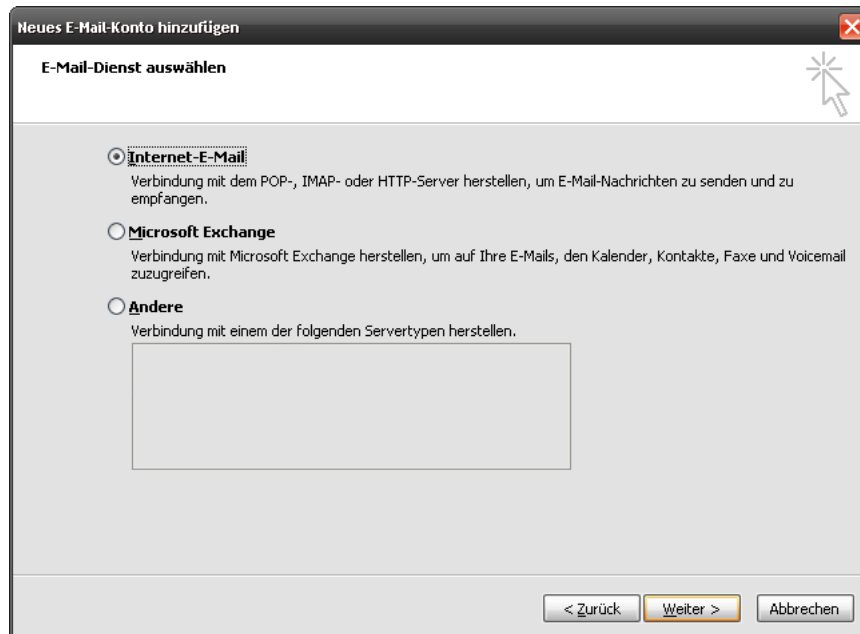 Neues E-Mail-Konto hinzufügen
E-Mail-Dienst auswählen
Internet-E-Mail
Verbindung mit dem POP-, IMAP- oder HTTP-Server herstellen, um E-Mail-Nachrichten zu senden und zu
empfangen.
Microsoft Exchange
Verbindung mit Microsoft Exchange herstellen, um auf Ihre E-Mails, den Kalender, Kontakte, Faxe und Voicemail
zuzugreifen.
Andere
Verbindung mit einem der folgenden Servertypen herstellen.
< Zurück Weiter > Abbrechen